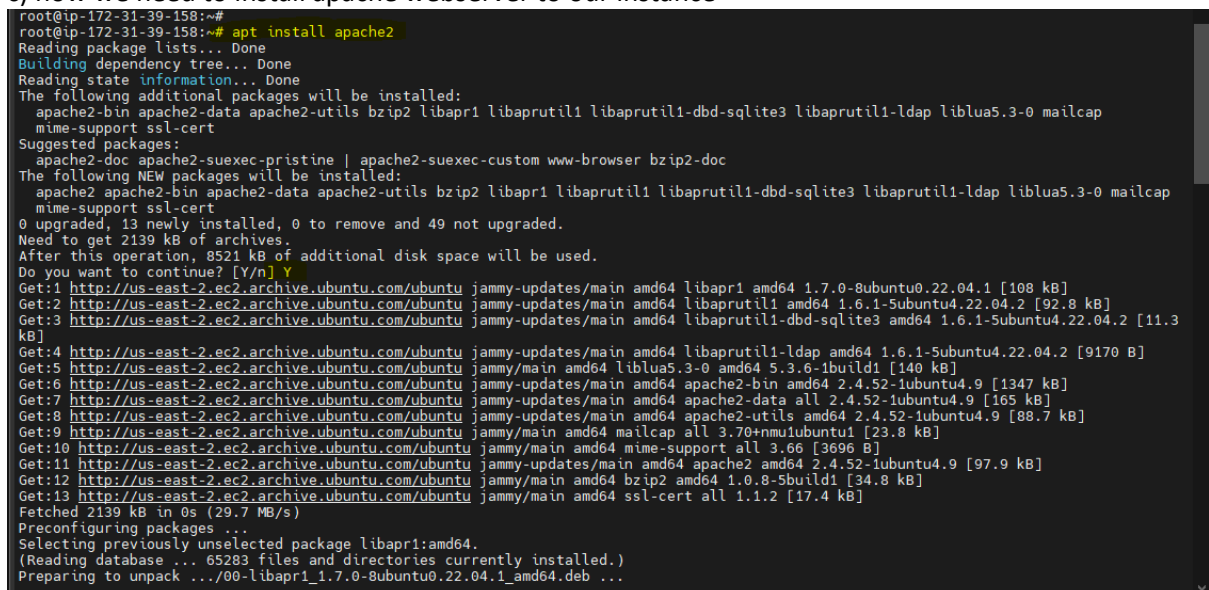 now we need to install apache webserver to our instance
root@ip-172-31-39-158:~#
root@ip-172-31-39-158:~# apt install apache2
Reading package lists... Done
Building dependency tree... Done
Reading state information... Done
The following additional packages will be installed:
  apache2-bin apache2-data apache2-utils bzip2 libapr1 libaprutil1 libaprutil1-dbd-sqlite3 libaprutil1-ldap liblua5.3-0 mailcap
  mime-support ssl-cert
Suggested packages:
  apache2-doc apache2-suexec-pristine | apache2-suexec-custom www-browser bzip2-doc
The following NEW packages will be installed:
  apache2 apache2-bin apache2-data apache2-utils bzip2 libapr1 libaprutil1 libaprutil1-dbd-sqlite3 libaprutil1-ldap liblua5.3-0 mailcap
  mime-support ssl-cert
0 upgraded, 13 newly installed, 0 to remove and 49 not upgraded.
Need to get 2139 kB of archives.
After this operation, 8521 kB of additional disk space will be used.
Do you want to continue? [Y/n] Y
Get:1 http://us-east-2.ec2.archive.ubuntu.com/ubuntu jammy-updates/main amd64 libapr1 amd64 1.7.0-8ubuntu0.22.04.1 [108 kB]
Get:2 http://us-east-2.ec2.archive.ubuntu.com/ubuntu jammy-updates/main amd64 libaprutil1 amd64 1.6.1-5ubuntu4.22.04.2 [92.8 kB]
Get:3 http://us-east-2.ec2.archive.ubuntu.com/ubuntu jammy-updates/main amd64 libaprutil1-dbd-sqlite3 amd64 1.6.1-5ubuntu4.22.04.2 [11.3
kB]
Get:4 http://us-east-2.ec2.archive.ubuntu.com/ubuntu jammy-updates/main amd64 libaprutil1-ldap amd64 1.6.1-5ubuntu4.22.04.2 [9170 B]
Get:5 http://us-east-2.ec2.archive.ubuntu.com/ubuntu jammy/main amd64 liblua5.3-0 amd64 5.3.6-1build1 [140 kB]
Get:6 http://us-east-2.ec2.archive.ubuntu.com/ubuntu jammy-updates/main amd64 apache2-bin amd64 2.4.52-1ubuntu4.9 [1347 kB]
Get:7 http://us-east-2.ec2.archive.ubuntu.com/ubuntu jammy-updates/main amd64 apache2-data all 2.4.52-1ubuntu4.9 [165 kB]
Get:8 http://us-east-2.ec2.archive.ubuntu.com/ubuntu jammy-updates/main amd64 apache2-utils amd64 2.4.52-1ubuntu4.9 [88.7 kB]
Get:9 http://us-east-2.ec2.archive.ubuntu.com/ubuntu jammy/main amd64 mailcap all 3.70+nmu1ubuntu1 [23.8 kB]
Get:10 http://us-east-2.ec2.archive.ubuntu.com/ubuntu jammy/main amd64 mime-support all 3.66 [3696 B]
Get:11 http://us-east-2.ec2.archive.ubuntu.com/ubuntu jammy-updates/main amd64 apache2 amd64 2.4.52-1ubuntu4.9 [97.9 kB]
Get:12 http://us-east-2.ec2.archive.ubuntu.com/ubuntu jammy/main amd64 bzip2 amd64 1.0.8-5build1 [34.8 kB]
Get:13 http://us-east-2.ec2.archive.ubuntu.com/ubuntu jammy/main amd64 ssl-cert all 1.1.2 [17.4 kB]
Fetched 2139 kB in 0s (29.7 MB/s)
Preconfiguring packages ...
Selecting previously unselected package libapr1:amd64.
(Reading database ... 65283 files and directories currently installed.)
Preparing to unpack .../00-libapr1_1.7.0-8ubuntu0.22.04.1_amd64.deb ...